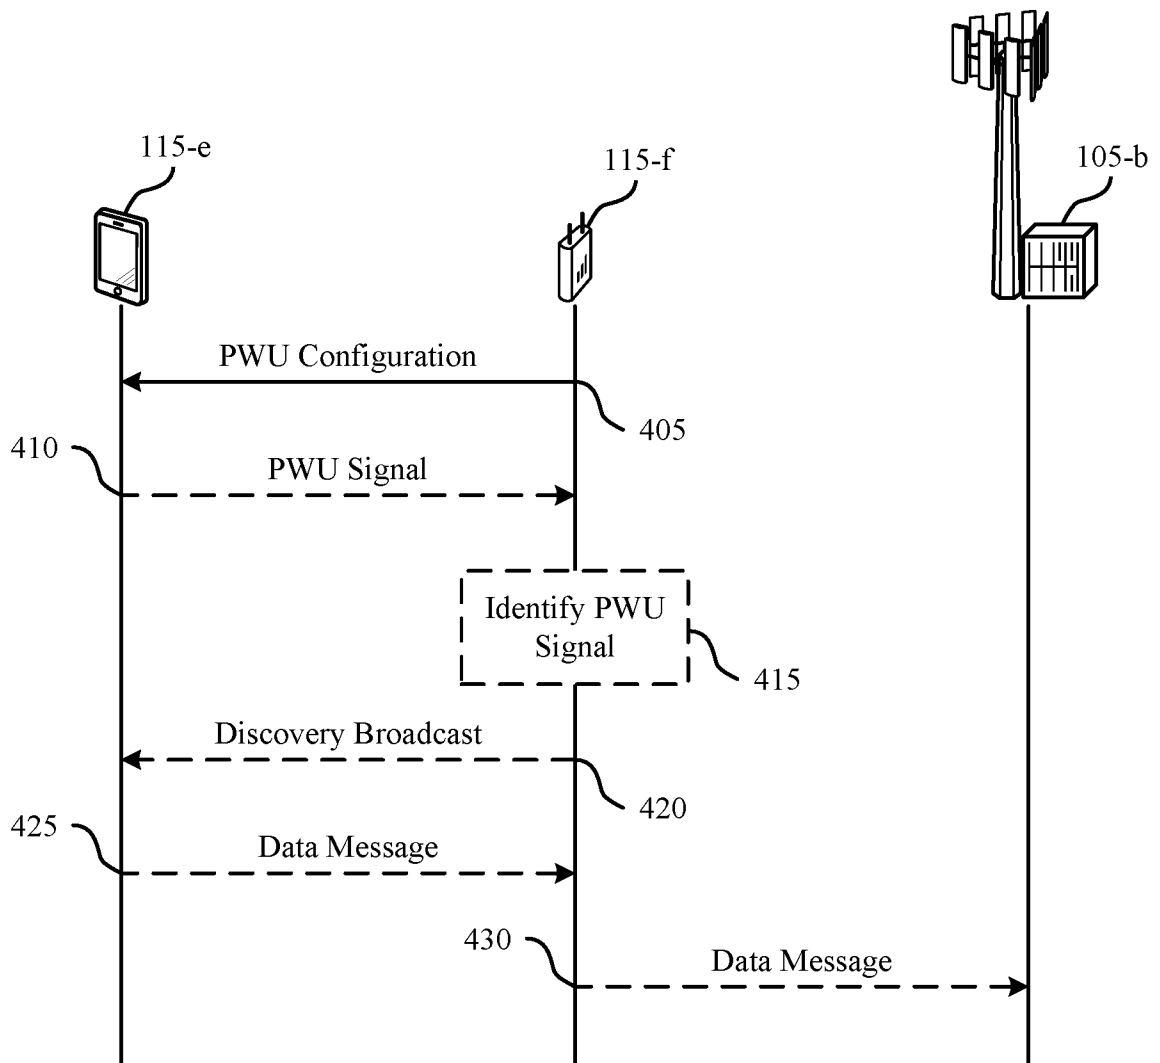 115-e
115-f
105-b
PWU Configuration
405
410
PWU Signal
Identify PWU
Signal
415
Discovery Broadcast
420
425
Data Message
430
Data Message